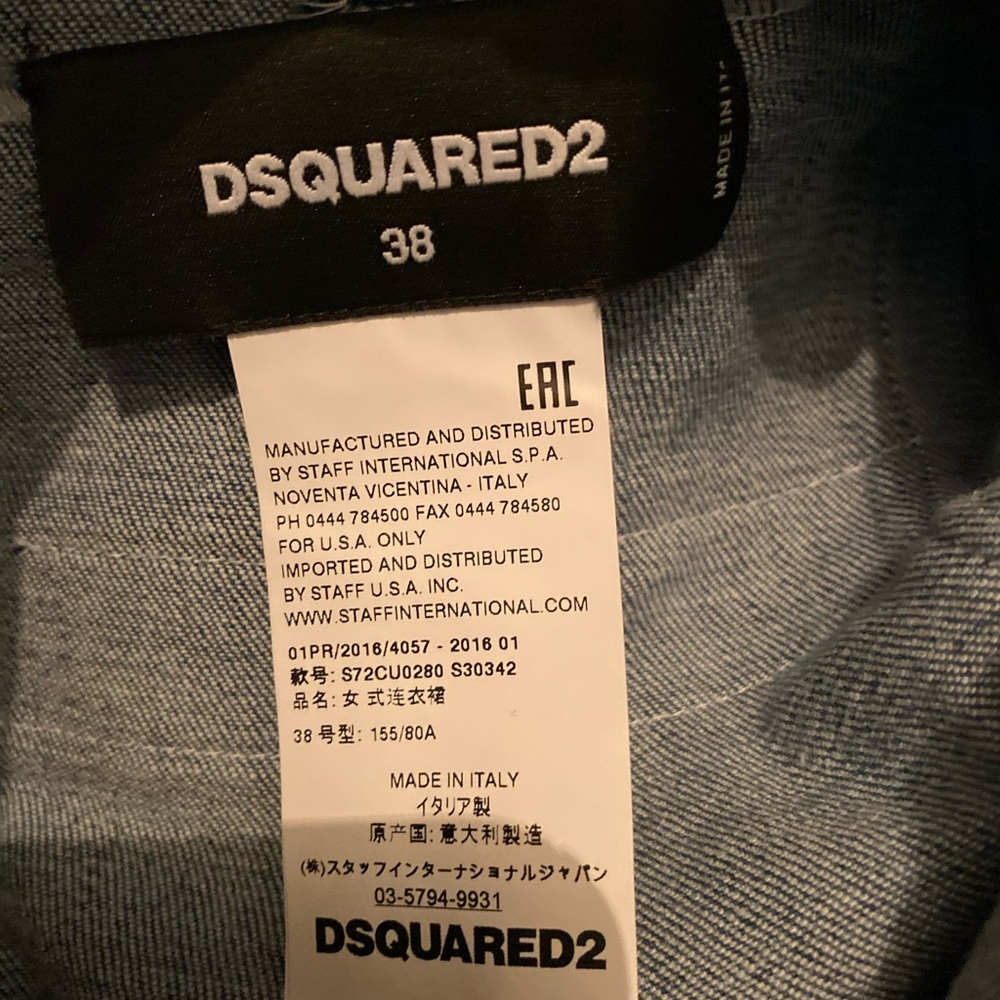 DSQUARED2
38
MADE IN
EAC
MANUFACTURED AND DISTRIBUTED
BY STAFF INTERNATIONAL S.P.A.
NOVENTA VICENTINA - ITALY
PH 0444 784500 FAX 0444 784580
FOR U.S.A. ONLY
IMPORTED AND DISTRIBUTED
BY STAFF U.S.A. INC.
WWW.STAFFINTERNATIONAL.COM
01PR/2016/4057 - 2016 01
款号: S72CU0280 S30342
品名: 女 式连衣裙
38 号型: 155/80A
MADE IN ITALY
イタリア製
原产国: 意大利製造
(株)スタッフインターナショナルジャパン
03-5794-9931
DSQUARED2